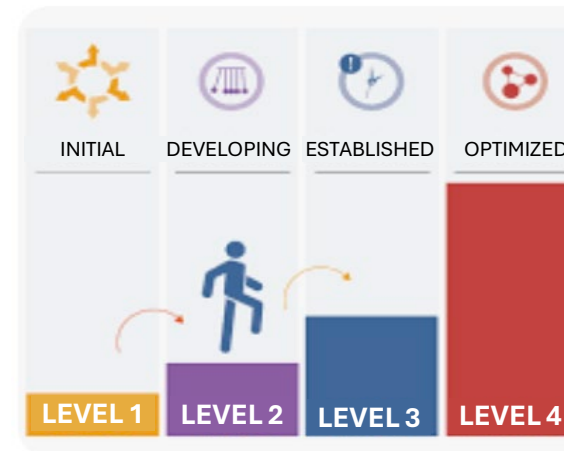 INITIAL
DEVELOPING
ESTABLISHED
OPTIMIZED
LEVEL 1
LEVEL 2
LEVEL 3
LEVEL 4